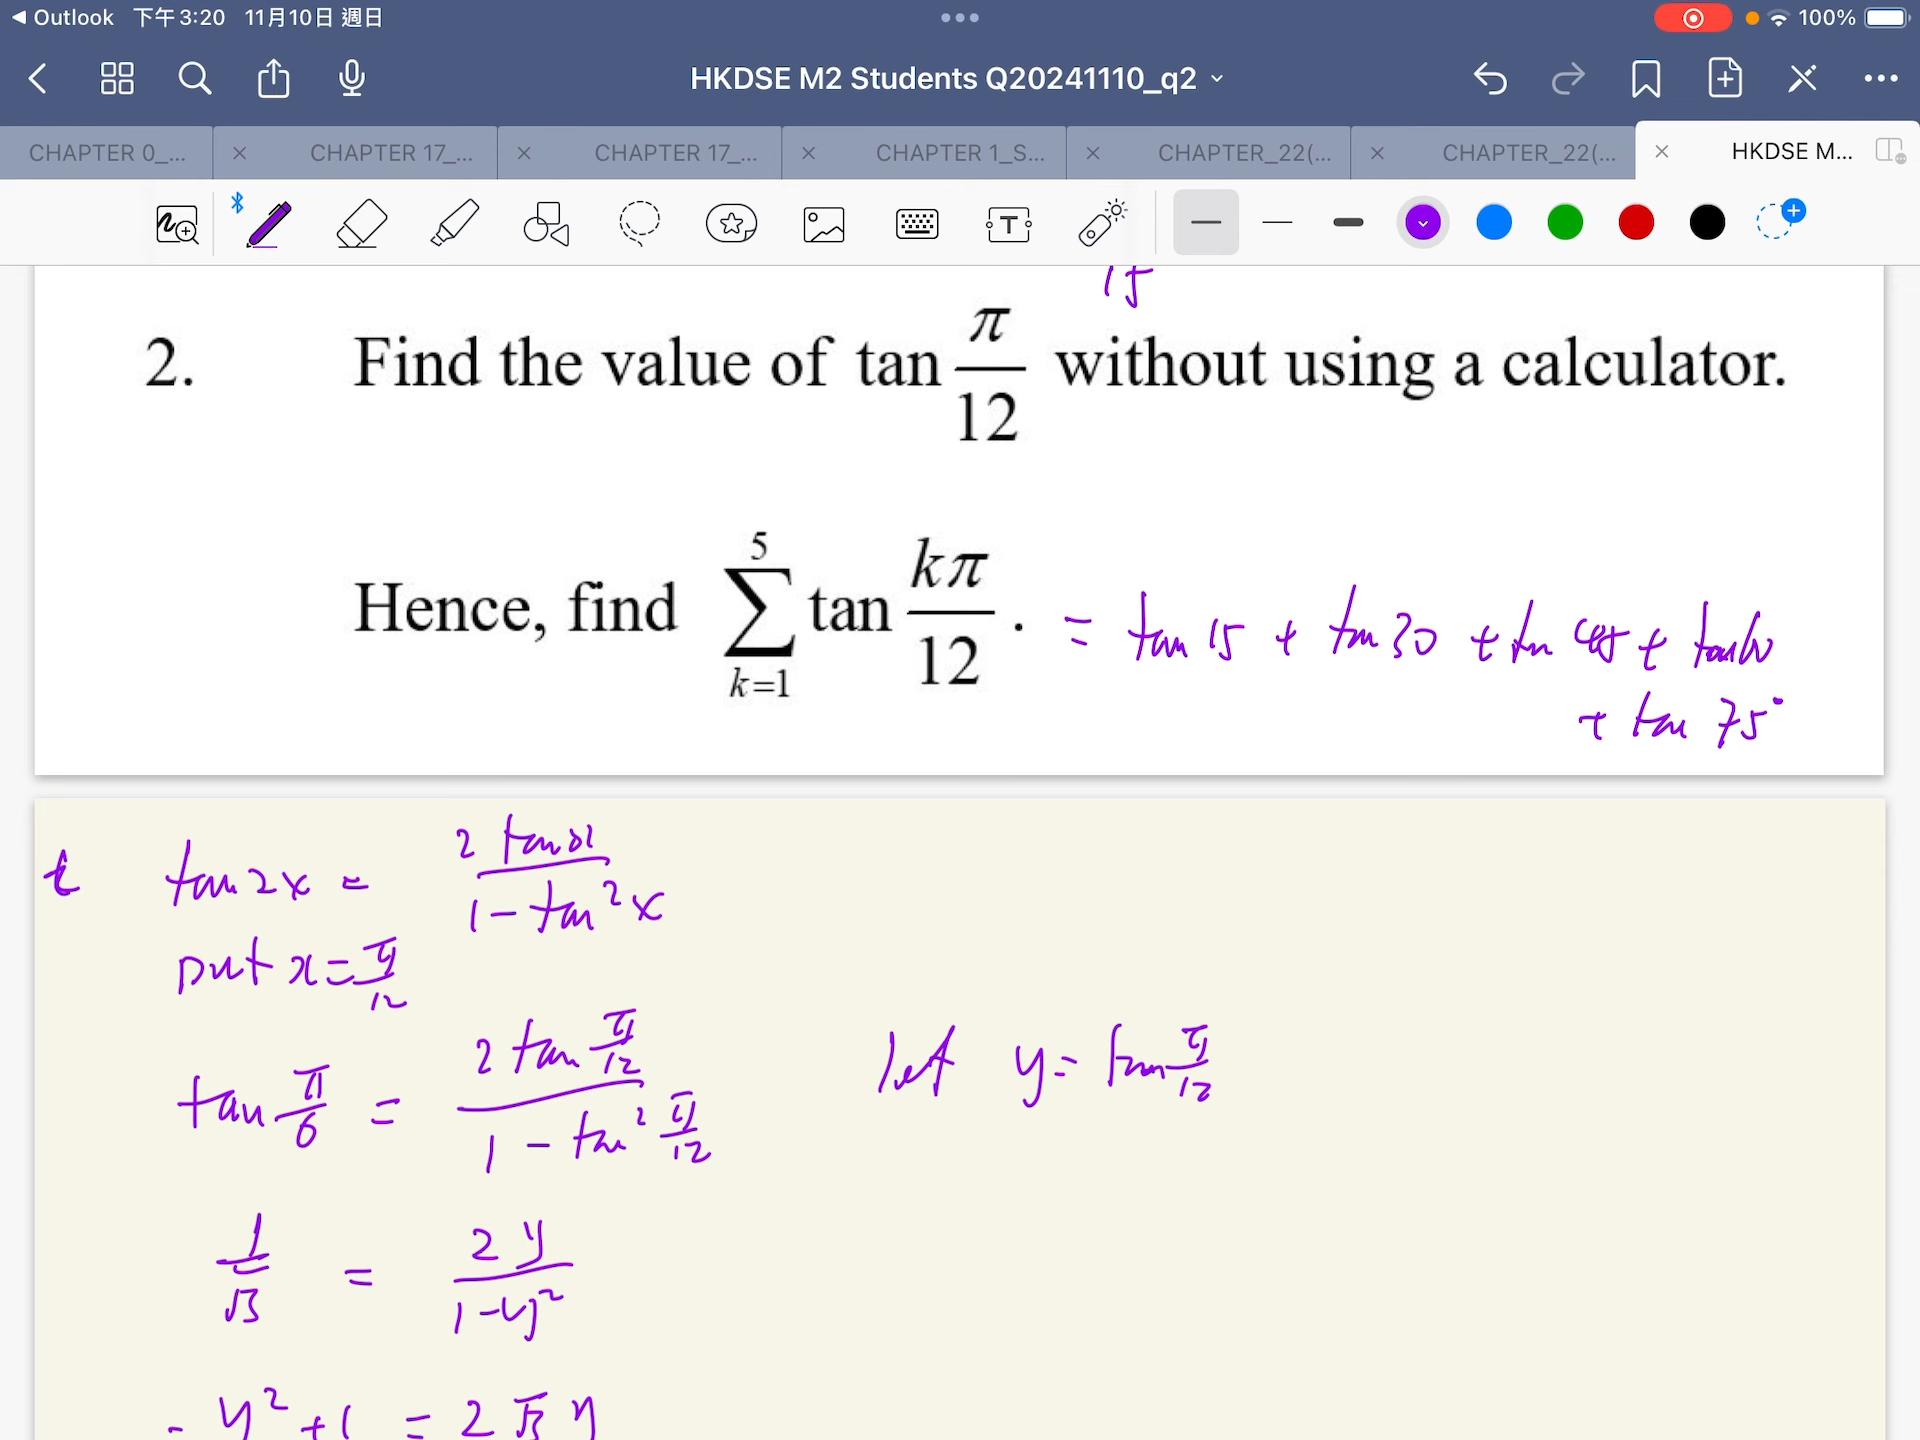 ◀ Outlook 下午3:20 11月10日 週日 100%
HKDSE M2 Students Q20241110_q2
CHAPTER 0_... × CHAPTER 17_... × CHAPTER 17_... × CHAPTER 1_S... × CHAPTER_22(... × CHAPTER_22(... × HKDSE M...
15
2. Find the value of tan π/12 without using a calculator.
Hence, find ∑_{k=1}^{5} tan kπ/12 . = tan 15 + tan 30 + tan 45 + tan 60
+ tan 75°
t tan 2x = 2 tan x / (1 - tan² x)
put x = π/12
tan π/6 = 2 tan π/12 / (1 - tan² π/12) let y = tan π/12
1/√3 = 2y / (1-y²)
- y² + 1 = 2√3 y